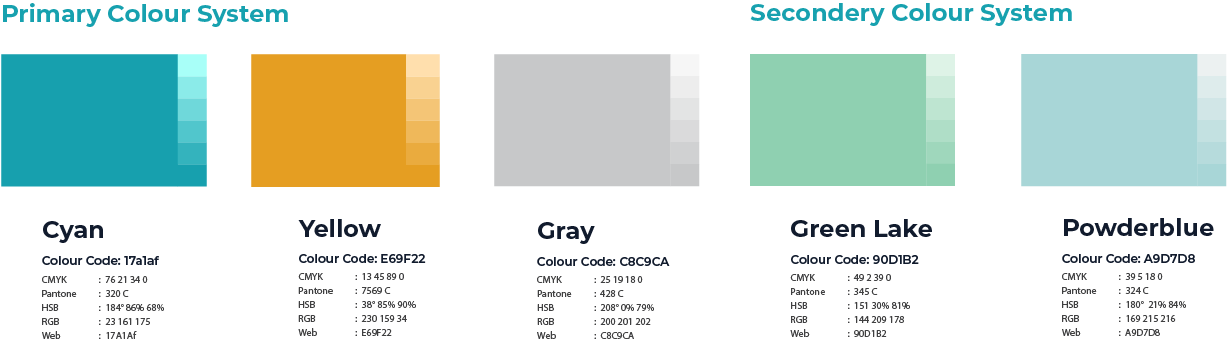 Primary Colour System
Secondery Colour System
Cyan
Colour Code: 17a1af
CMYK : 76 21 34 0
Pantone : 320 C
HSB : 184° 86% 68%
RGB : 23 161 175
Web : 17A1Af
Yellow
Colour Code: E69F22
CMYK : 13 45 89 0
Pantone : 7569 C
HSB : 38° 85% 90%
RGB : 230 159 34
Web : E69F22
Gray
Colour Code: C8C9CA
CMYK : 25 19 18 0
Pantone : 428 C
HSB : 208° 0% 79%
RGB : 200 201 202
Web : C8C9CA
Green Lake
Colour Code: 90D1B2
CMYK : 49 2 39 0
Pantone : 345 C
HSB : 151 30% 81%
RGB : 144 209 178
Web : 90D1B2
Powderblue
Colour Code: A9D7D8
CMYK : 39 5 18 0
Pantone : 324 C
HSB : 180° 21% 84%
RGB : 169 215 216
Web : A9D7D8